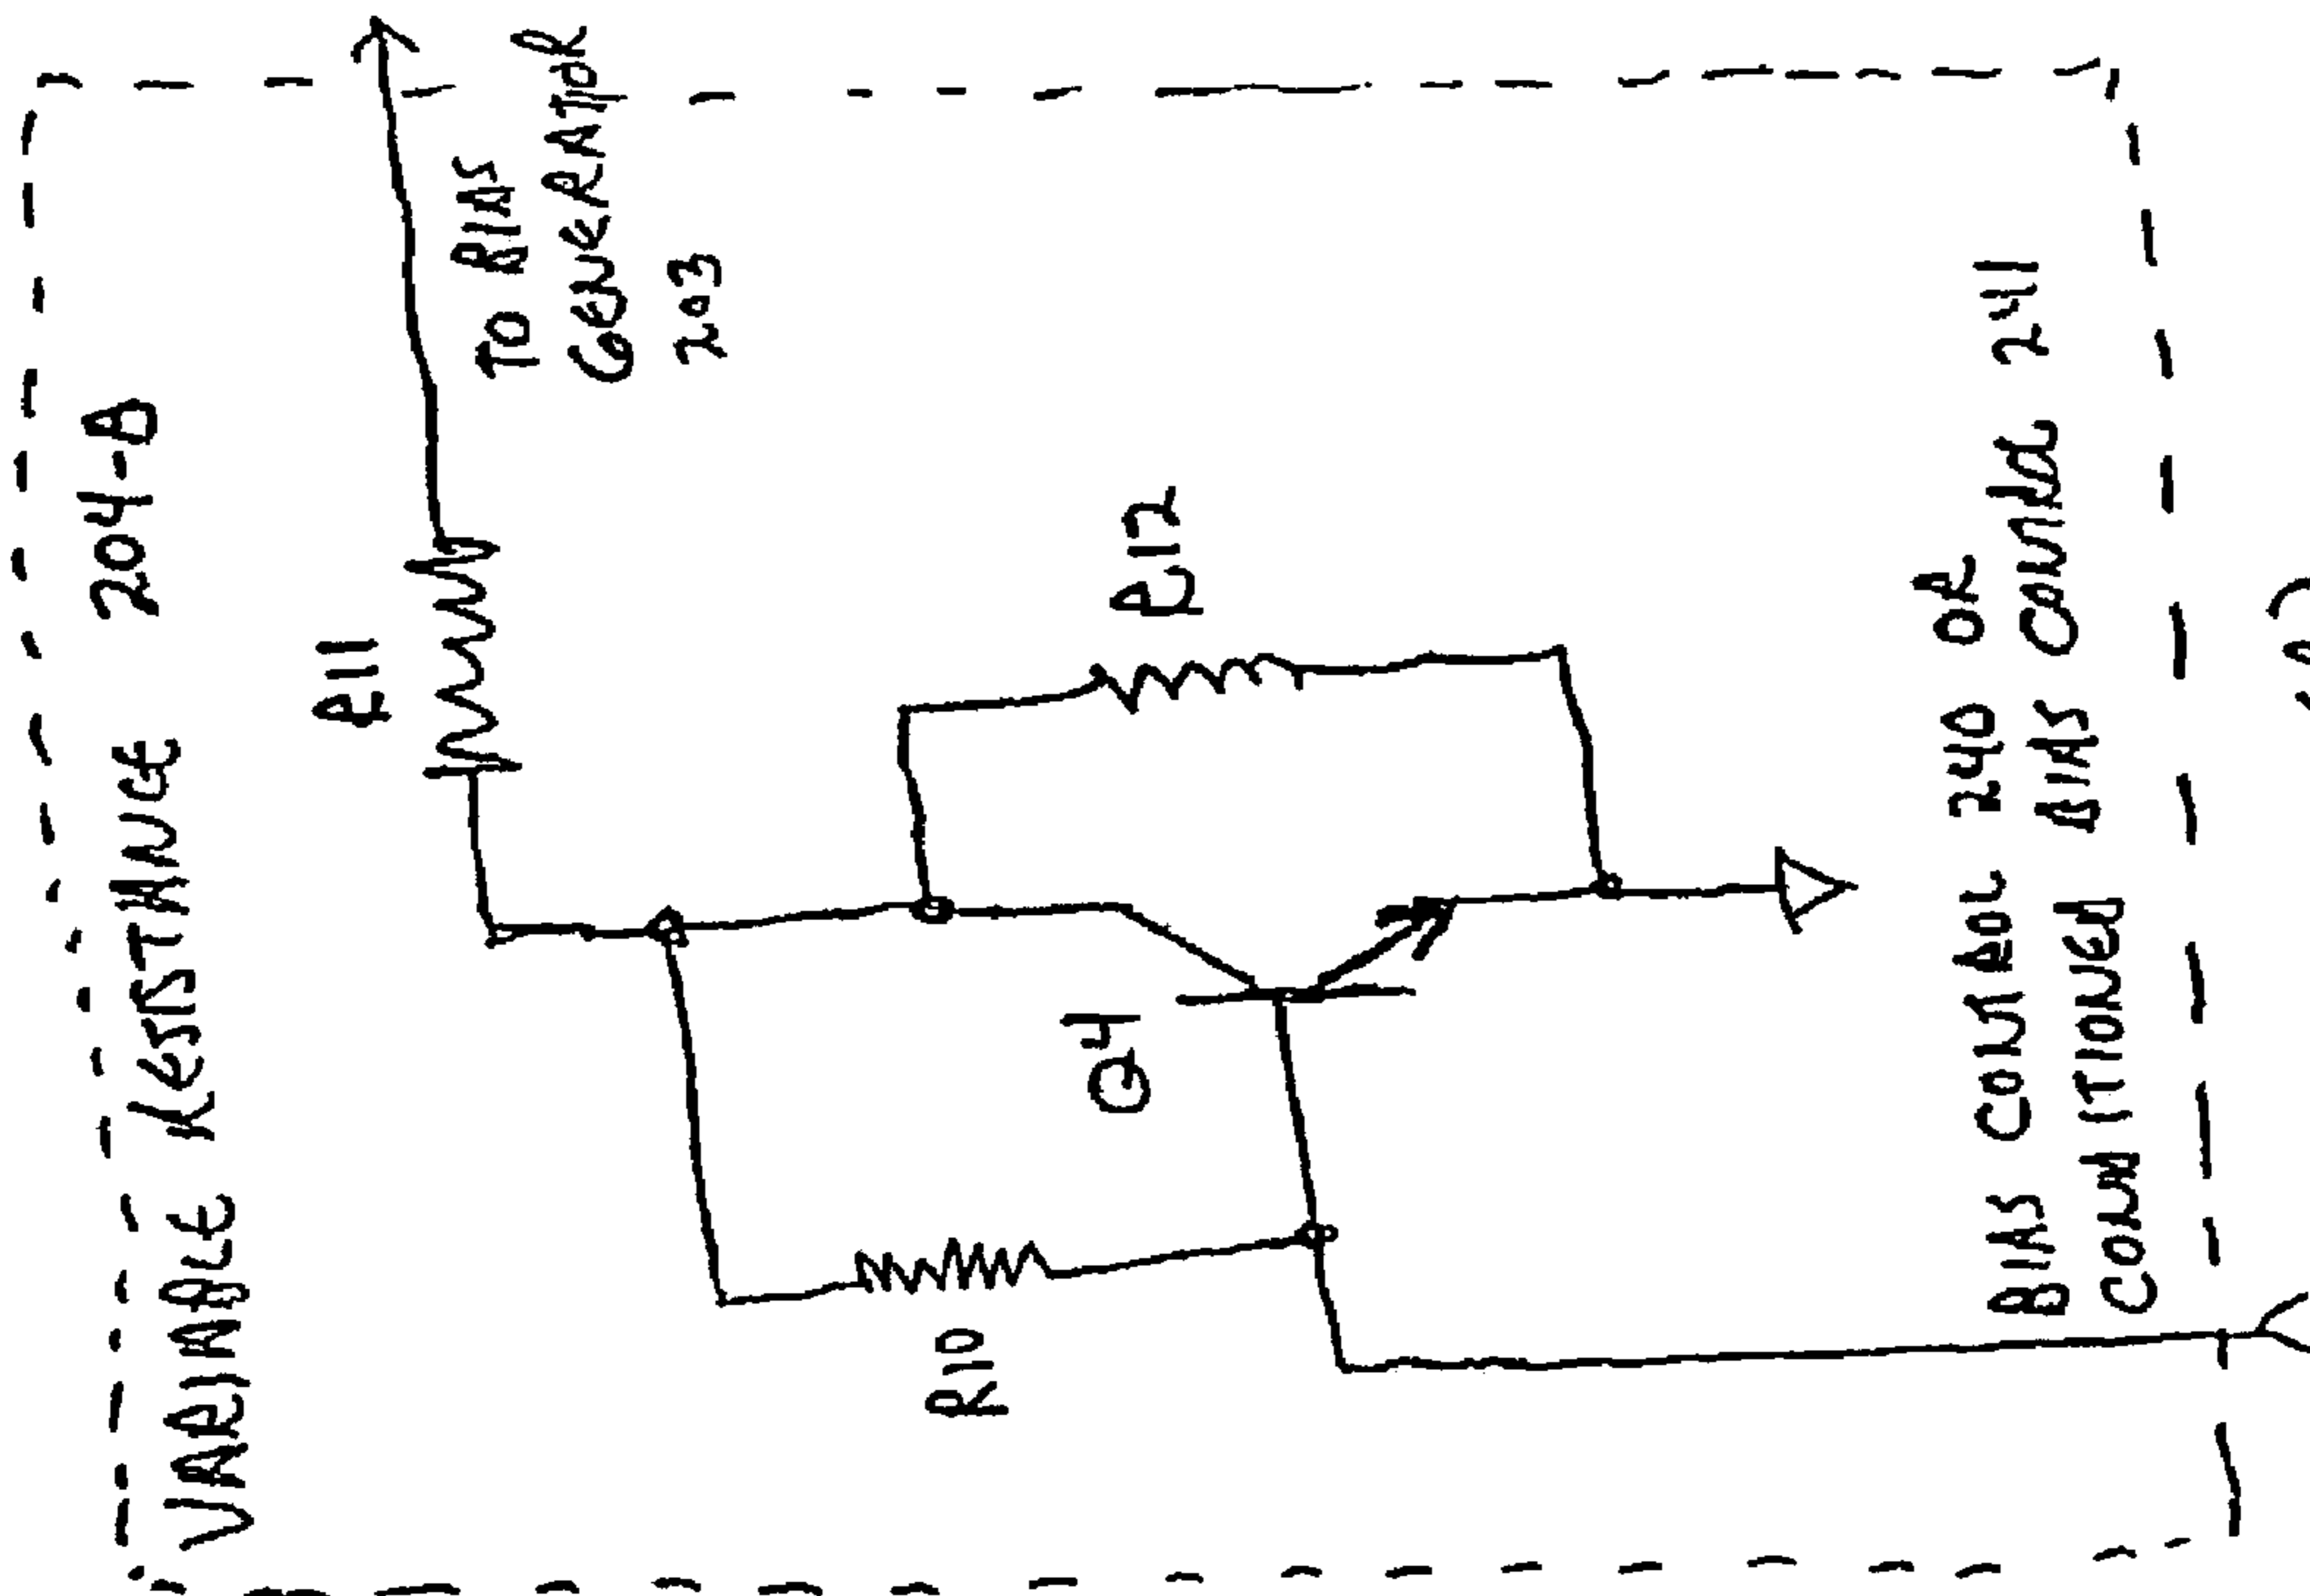 VARIABLE RESISTANCE 204-B
R11
TO BIAS
GENERATOR
203
R12
Q4
R10
BIAS CONTROL 240 OR
CONDITIONED BIAS CONTROL 241